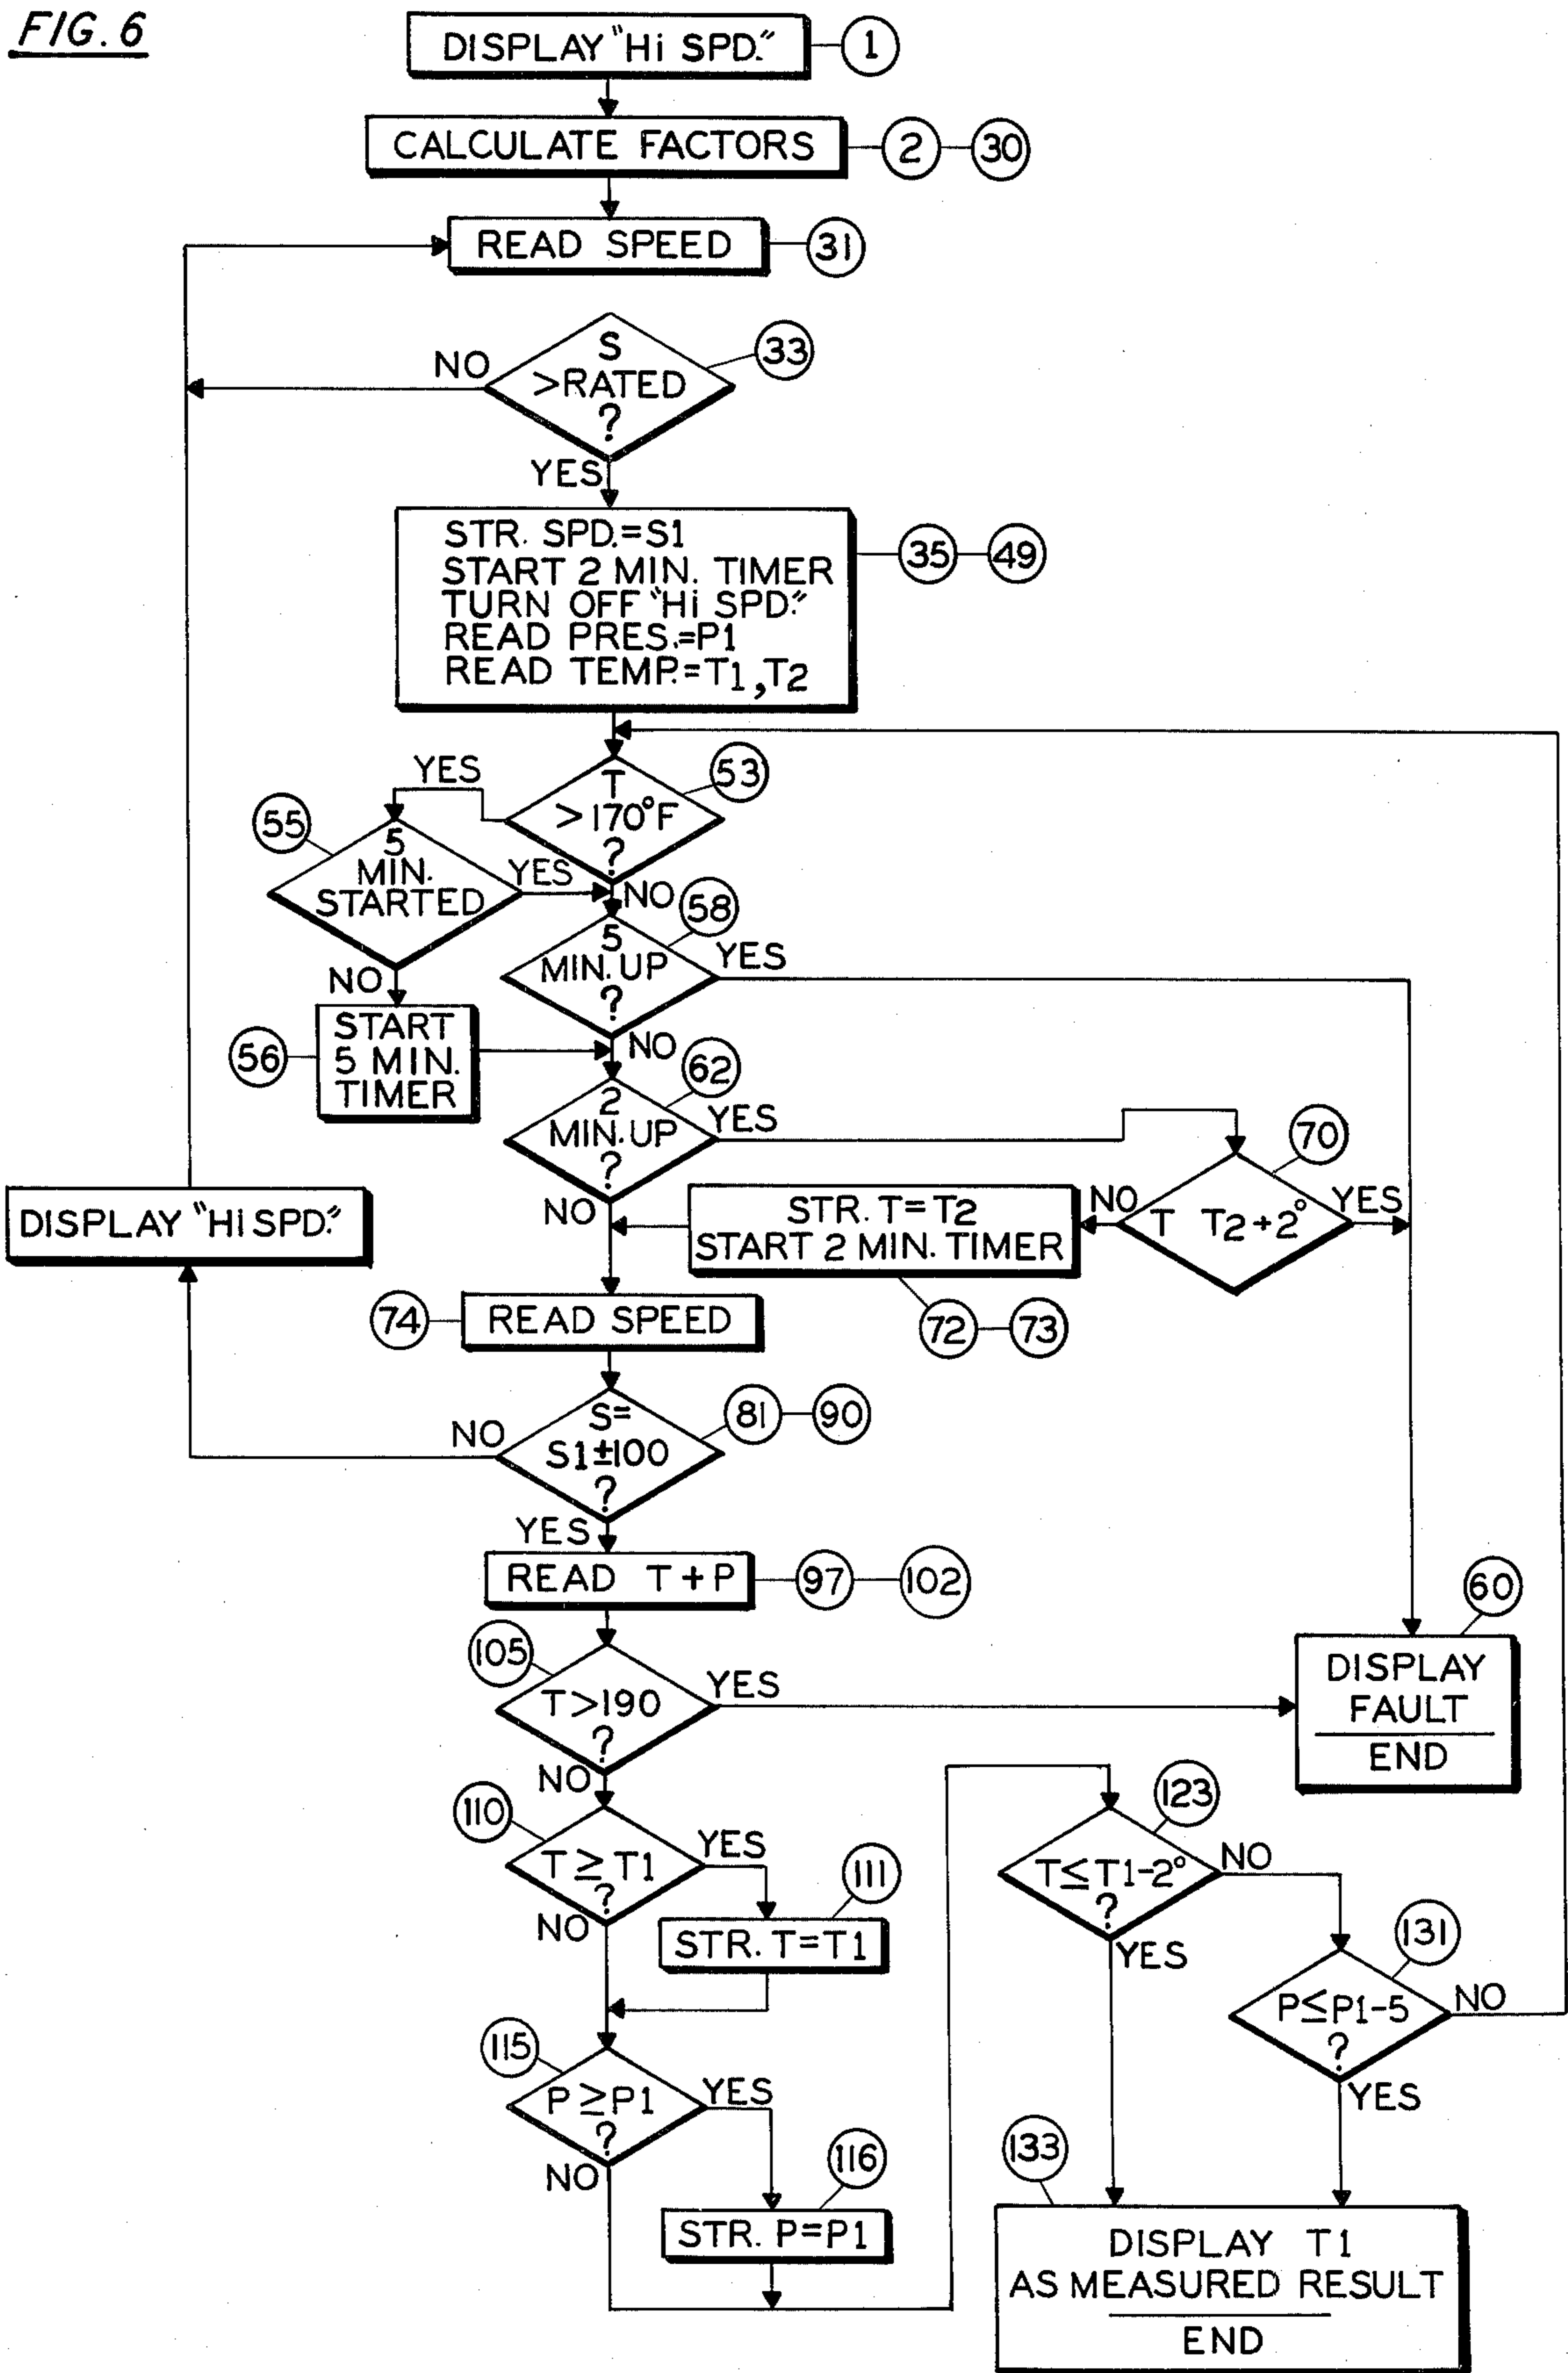 FIG. 6
DISPLAY "Hi SPD."
1
CALCULATE FACTORS
2
30
READ SPEED
31
S
>RATED
?
33
NO
YES
STR. SPD.=S1
START 2 MIN. TIMER
TURN OFF "Hi SPD."
READ PRES.=P1
READ TEMP.=T1,T2
35
49
T
>170°F
?
53
YES
NO
55
5
MIN.
STARTED
YES
NO
58
5
MIN. UP
?
YES
NO
56
START
5 MIN.
TIMER
62
2
MIN. UP
?
YES
NO
70
T T2+2°
NO
YES
STR. T=T2
START 2 MIN. TIMER
72
73
DISPLAY "Hi SPD."
74
READ SPEED
S=
S1±100
?
81
90
NO
YES
READ T+P
97
102
60
DISPLAY
FAULT
END
105
T>190
?
YES
NO
110
T≥T1
?
YES
NO
111
STR. T=T1
115
P≥P1
?
YES
NO
116
STR. P=P1
123
T≤T1-2°
?
NO
YES
131
P≤P1-5
?
NO
YES
133
DISPLAY T1
AS MEASURED RESULT
END